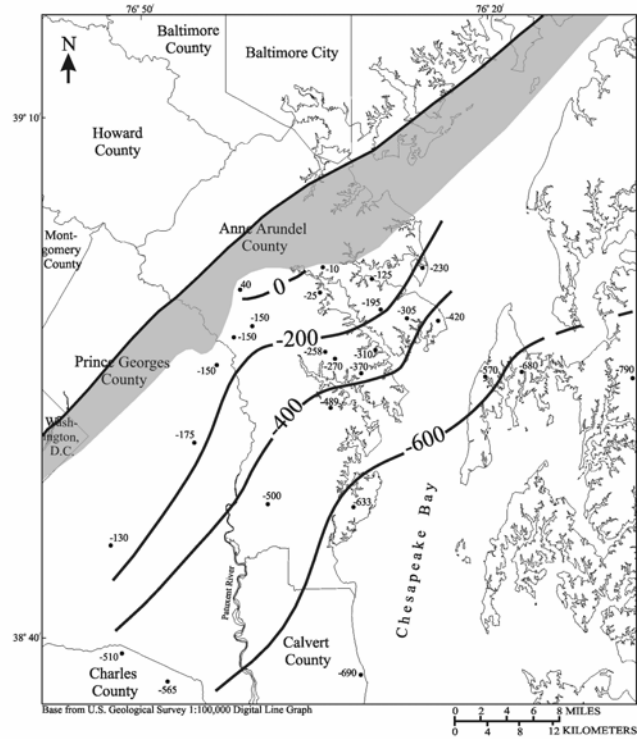 76° 50
76° 20
Baltimore
County
Baltimore City
N
39° 10
Howard
County
Anne Arundel
County
Mont-
gomery
County
-10
-230
40
0
-125
-25
-195
-150
-305
-420
-150
-200
-258
-310
-150
-270
-370
Prince Georges
County
570
-680
-790
-400
-489
Wash-
ington,
D.C.
-600
-175
-500
-633
-130
Chesapeake Bay
Patuxent River
38° 40
Calvert
County
-510
Charles
County
-565
-690
Base from U.S. Geological Survey 1:100,000 Digital Line Graph
0 2 4 6 8 MILES
0 4 8 12 KILOMETERS